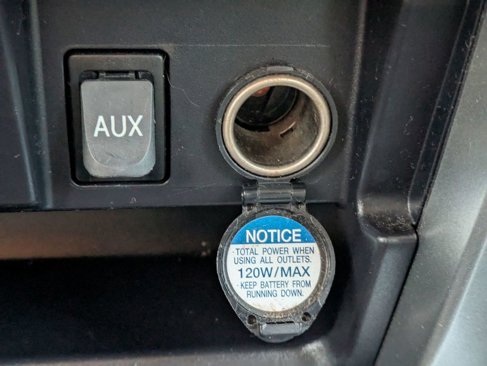 AUX
NOTICE
· TOTAL POWER WHEN
USING ALL OUTLETS.
120W/MAX
· KEEP BATTERY FROM
RUNNING DOWN.